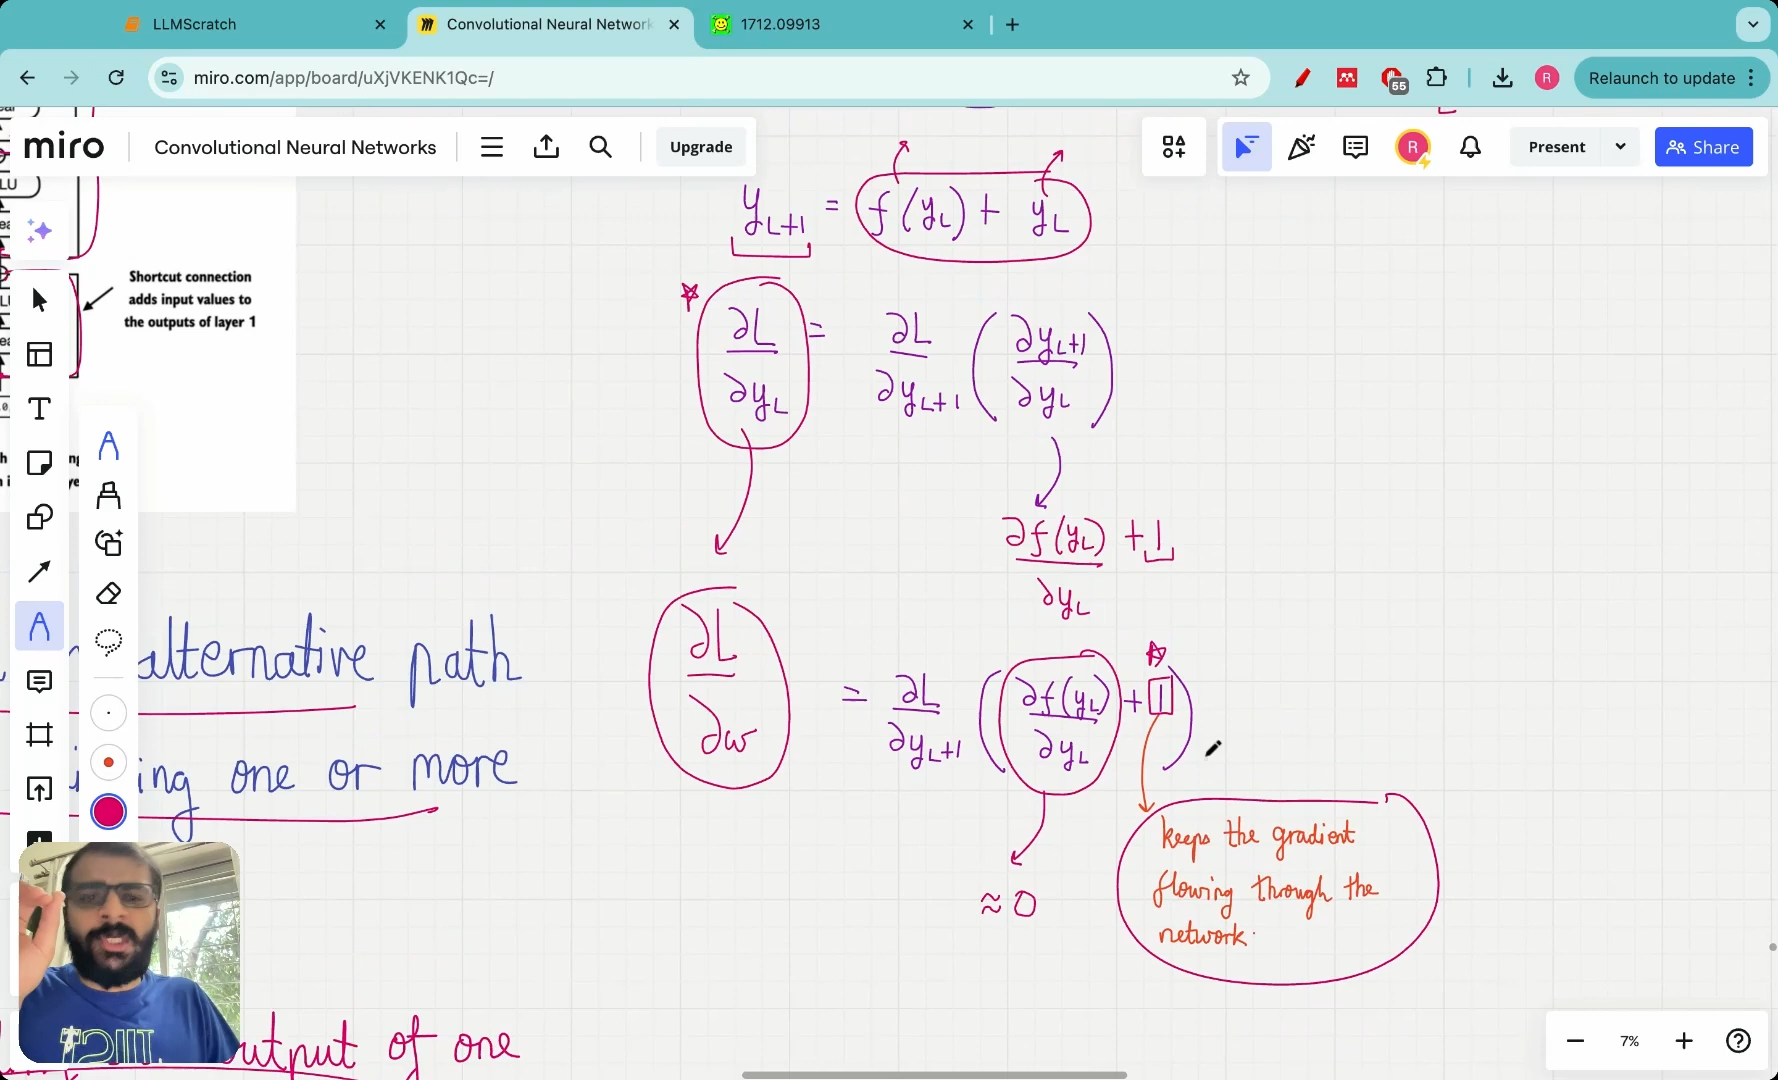 LLMScratch
Convolutional Neural Network
1712.09913
miro.com/app/board/uXjVKENK1Qc=/
55
R
Relaunch to update
miro
Convolutional Neural Networks
Upgrade
R
Present
Share
Shortcut connection
adds input values to
the outputs of layer 1
y_{L+1} = f(y_L) + y_L
∂L/∂y_L = ∂L/∂y_{L+1} (∂y_{L+1}/∂y_L)
∂f(y_L)/∂y_L + 1
∂L/∂w = ∂L/∂y_{L+1} (∂f(y_L)/∂y_L + 1)
≈ 0
keeps the gradient
flowing through the
network.
alternative path
ing one or more
output of one
7%